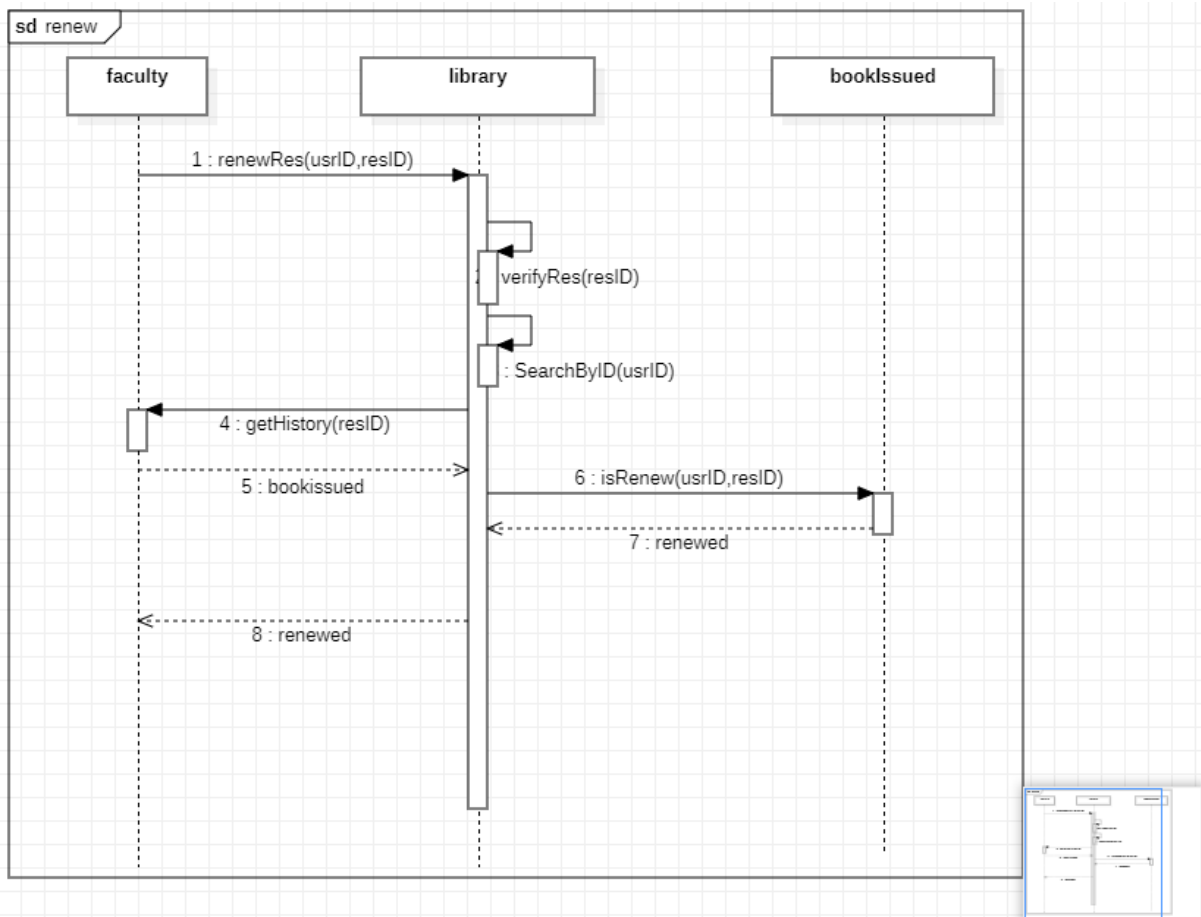 sd renew
faculty
library
bookIssued
1 : renewRes(usrID,resID)
verifyRes(resID)
: SearchByID(usrID)
4 : getHistory(resID)
5 : bookissued
6 : isRenew(usrID,resID)
7 : renewed
8 : renewed